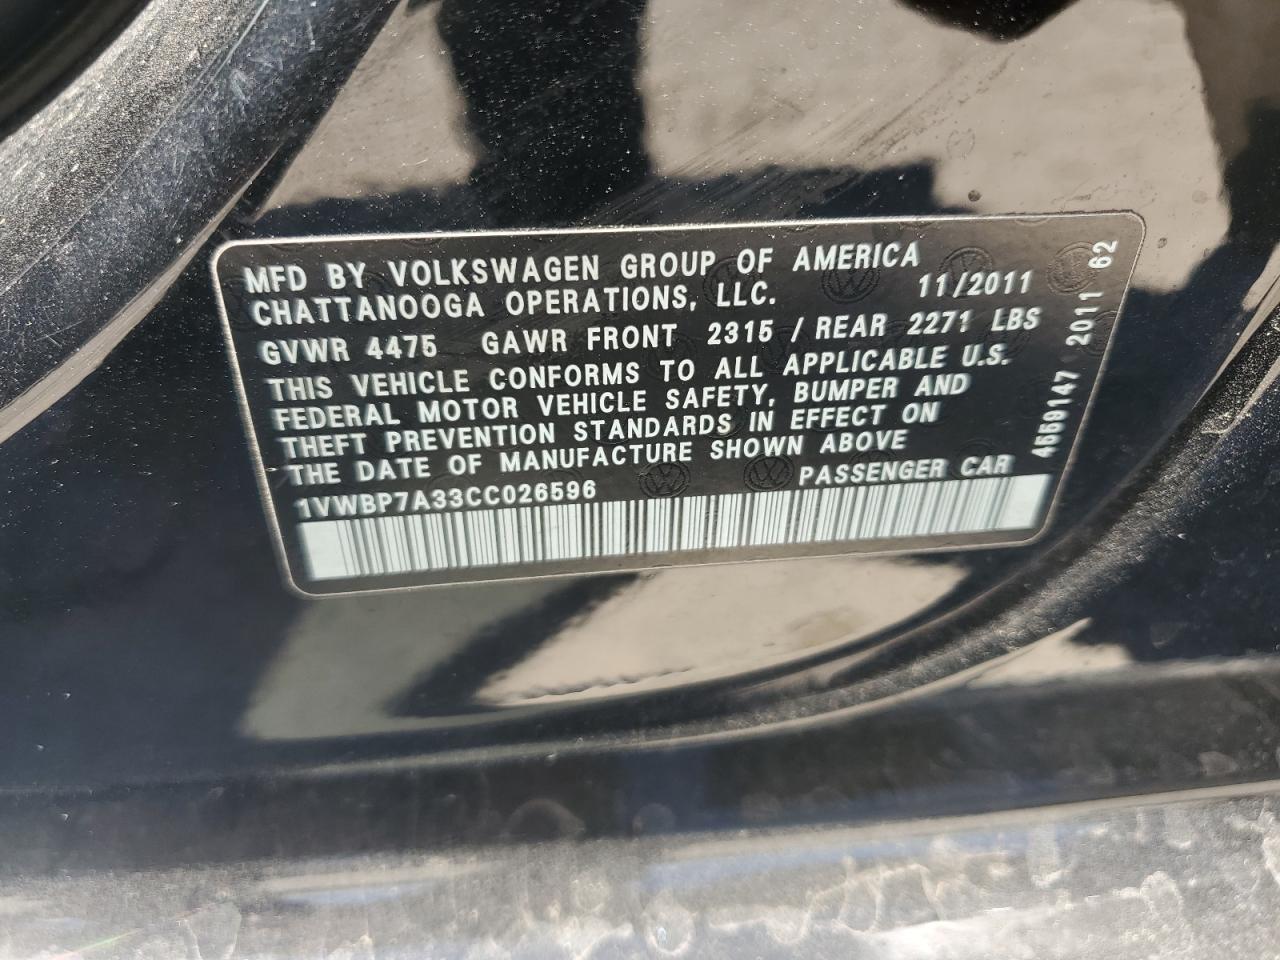 MFD BY VOLKSWAGEN GROUP OF AMERICA
CHATTANOOGA OPERATIONS, LLC. 11/2011
GVWR 4475 GAWR FRONT 2315 / REAR 2271 LBS
THIS VEHICLE CONFORMS TO ALL APPLICABLE U.S.
FEDERAL MOTOR VEHICLE SAFETY, BUMPER AND
THEFT PREVENTION STANDARDS IN EFFECT ON
THE DATE OF MANUFACTURE SHOWN ABOVE
1VWBP7A33CC026596 PASSENGER CAR
4669147 2011 62